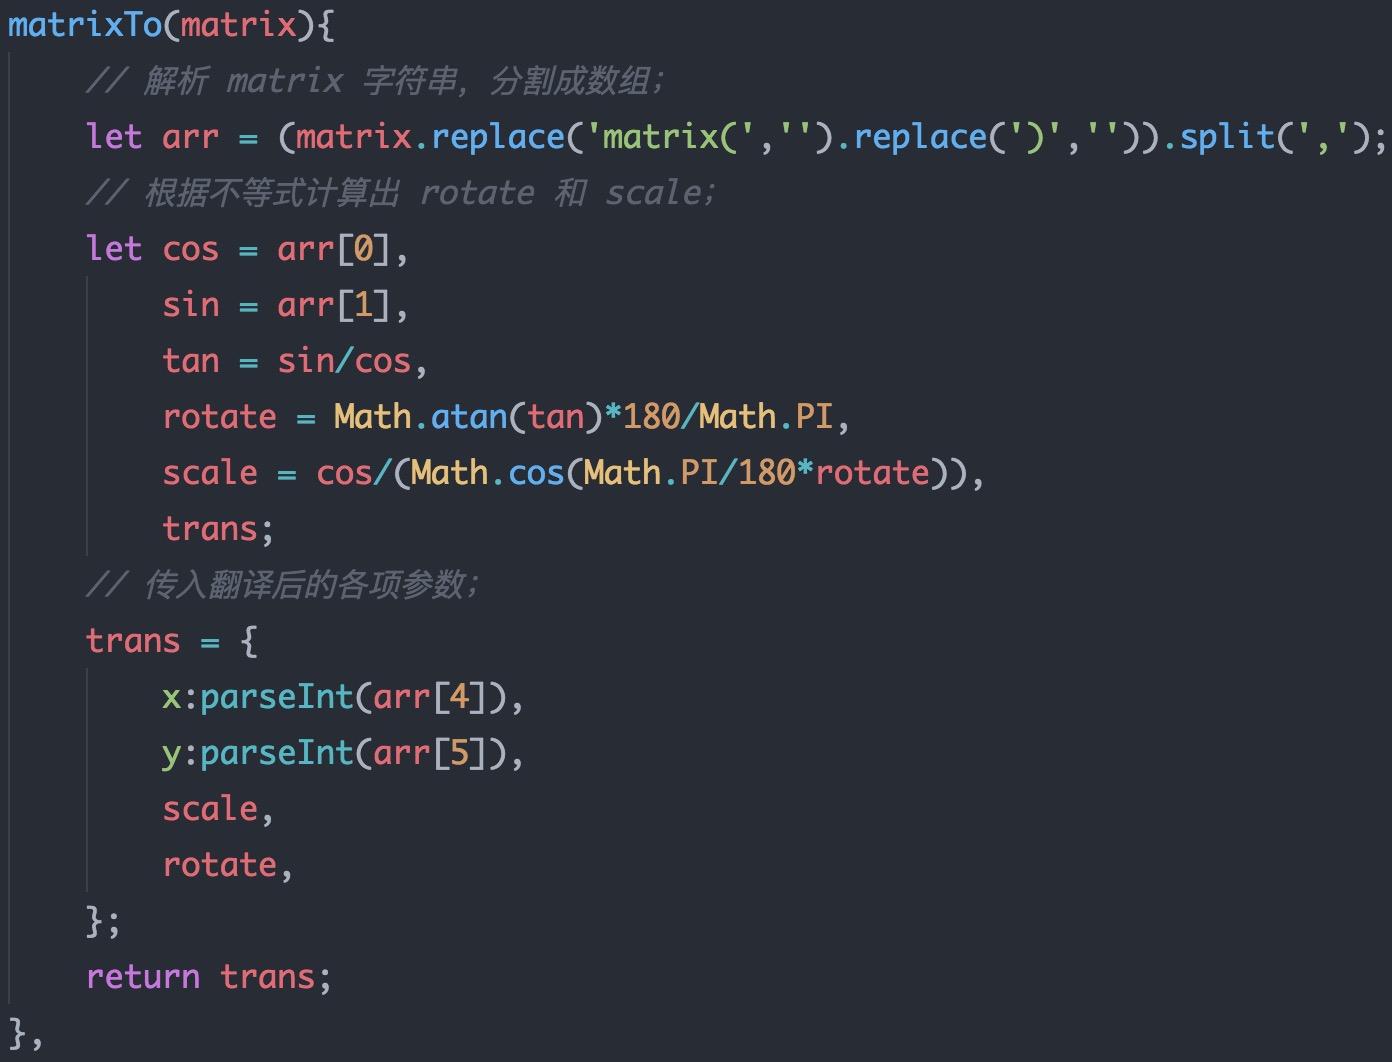 matrixTo(matrix){
// 解析 matrix 字符串，分割成数组；
let arr = (matrix.replace('matrix(','').replace(')','')).split(',');
// 根据不等式计算出 rotate 和 scale；
let cos = arr[0],
sin = arr[1],
tan = sin/cos,
rotate = Math.atan(tan)*180/Math.PI,
scale = cos/(Math.cos(Math.PI/180*rotate)),
trans;
// 传入翻译后的各项参数；
trans = {
x:parseInt(arr[4]),
y:parseInt(arr[5]),
scale,
rotate,
};
return trans;
},